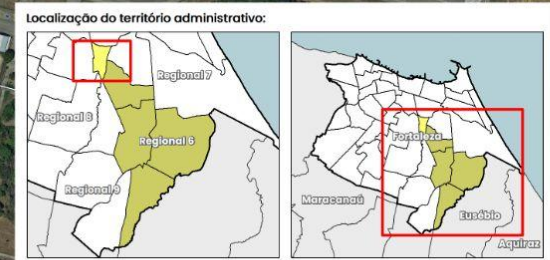 Localização do território administrativo:
Regional 7
Regional 8
Regional 6
Regional 9
Fortaleza
Maracanaú
Eusébio
Aquiraz